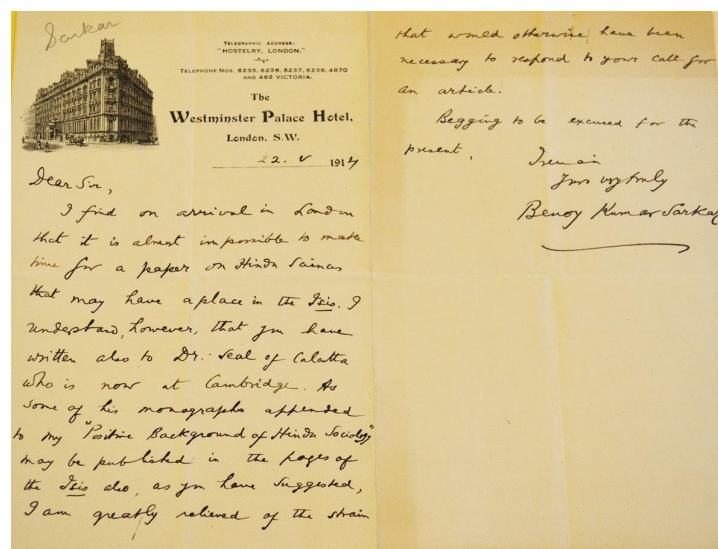 Sarkar
TELEGRAPHIC ADDRESS:
"HOSTELRY, LONDON."
TELEPHONE NOS. 6235, 6236, 6237, 6238, 4870
AND 482 VICTORIA.
The
Westminster Palace Hotel,
London. S.W.
22. V 1914
Dear Sir,
I find on arrival in London
that it is almost impossible to make
time for a paper on Hindu Sciences
that may have a place in the Isis. I
understand, however, that you have
written also to Dr. Seal of Calcutta
who is now at Cambridge. As
some of his monographs appended
to my "Positive Background of Hindu Sociology"
may be published in the pages of
the Isis also, as you have suggested,
I am greatly relieved of the strain
that would otherwise have been
necessary to respond to your call for
an article.
Begging to be excused for the
present,
I remain
Yours very truly
Benoy Kumar Sarkar